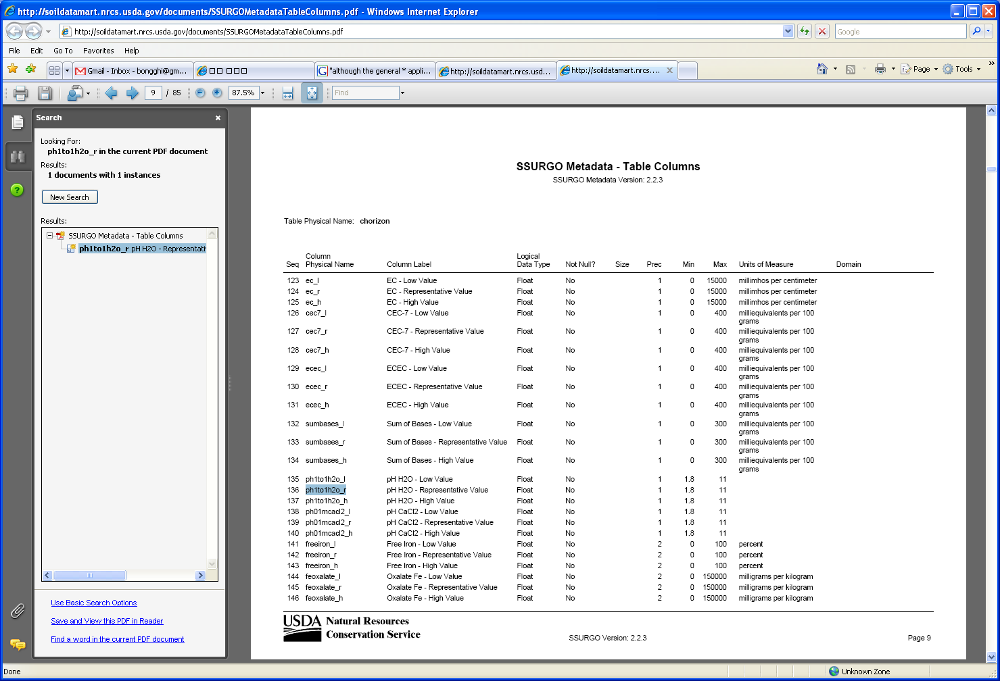 http://soildatamart.nrcs.usda.gov/documents/SSURGOMetadataTableColumns.pdf - Windows Internet Explorer
http://soildatamart.nrcs.usda.gov/documents/SSURGOMetadataTableColumns.pdf
Google
File Edit Go To Favorites Help
Gmail - Inbox - bongghi@gm... "although the general * appli... http://soildatamart.nrcs.usd... http://soildatamart.nrcs.... Page Tools »
9 / 85 87.5% Find
Search
Looking For:
ph1to1h2o_r in the current PDF document
Results:
1 documents with 1 instances
New Search
Results:
SSURGO Metadata - Table Columns
ph1to1h2o_r pH H2O - Representati
Use Basic Search Options
Save and View this PDF in Reader
Find a word in the current PDF document
SSURGO Metadata - Table Columns
SSURGO Metadata Version: 2.2.3
Table Physical Name: chorizon
Seq Column Physical Name Column Label Logical Data Type Not Null? Size Prec Min Max Units of Measure Domain
123 ec_l EC - Low Value Float No 1 0 15000 millimhos per centimeter
124 ec_r EC - Representative Value Float No 1 0 15000 millimhos per centimeter
125 ec_h EC - High Value Float No 1 0 15000 millimhos per centimeter
126 cec7_l CEC-7 - Low Value Float No 1 0 400 milliequivalents per 100
grams
127 cec7_r CEC-7 - Representative Value Float No 1 0 400 milliequivalents per 100
grams
128 cec7_h CEC-7 - High Value Float No 1 0 400 milliequivalents per 100
grams
129 ecec_l ECEC - Low Value Float No 1 0 400 milliequivalents per 100
grams
130 ecec_r ECEC - Representative Value Float No 1 0 400 milliequivalents per 100
grams
131 ecec_h ECEC - High Value Float No 1 0 400 milliequivalents per 100
grams
132 sumbases_l Sum of Bases - Low Value Float No 1 0 300 milliequivalents per 100
grams
133 sumbases_r Sum of Bases - Representative Value Float No 1 0 300 milliequivalents per 100
grams
134 sumbases_h Sum of Bases - High Value Float No 1 0 300 milliequivalents per 100
grams
135 ph1to1h2o_l pH H2O - Low Value Float No 1 1.8 11
136 ph1to1h2o_r pH H2O - Representative Value Float No 1 1.8 11
137 ph1to1h2o_h pH H2O - High Value Float No 1 1.8 11
138 ph01mcacl2_l pH CaCl2 - Low Value Float No 1 1.8 11
139 ph01mcacl2_r pH CaCl2 - Representative Value Float No 1 1.8 11
140 ph01mcacl2_h pH CaCl2 - High Value Float No 1 1.8 11
141 freeiron_l Free Iron - Low Value Float No 2 0 100 percent
142 freeiron_r Free Iron - Representative Value Float No 2 0 100 percent
143 freeiron_h Free Iron - High Value Float No 2 0 100 percent
144 feoxalate_l Oxalate Fe - Low Value Float No 2 0 150000 milligrams per kilogram
145 feoxalate_r Oxalate Fe - Representative Value Float No 2 0 150000 milligrams per kilogram
146 feoxalate_h Oxalate Fe - High Value Float No 2 0 150000 milligrams per kilogram
USDA Natural Resources
Conservation Service
SSURGO Version: 2.2.3
Page 9
Done
Unknown Zone